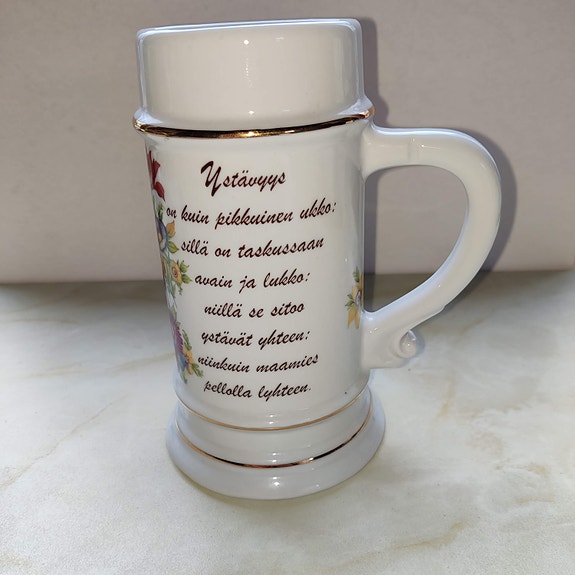 Ystävyys
on kuin pikkuinen ukko;
sillä on taskussaan
avain ja lukko;
niillä se sitoo
ystävät yhteen;
niinkuin maamies
pellolla lyhteen.